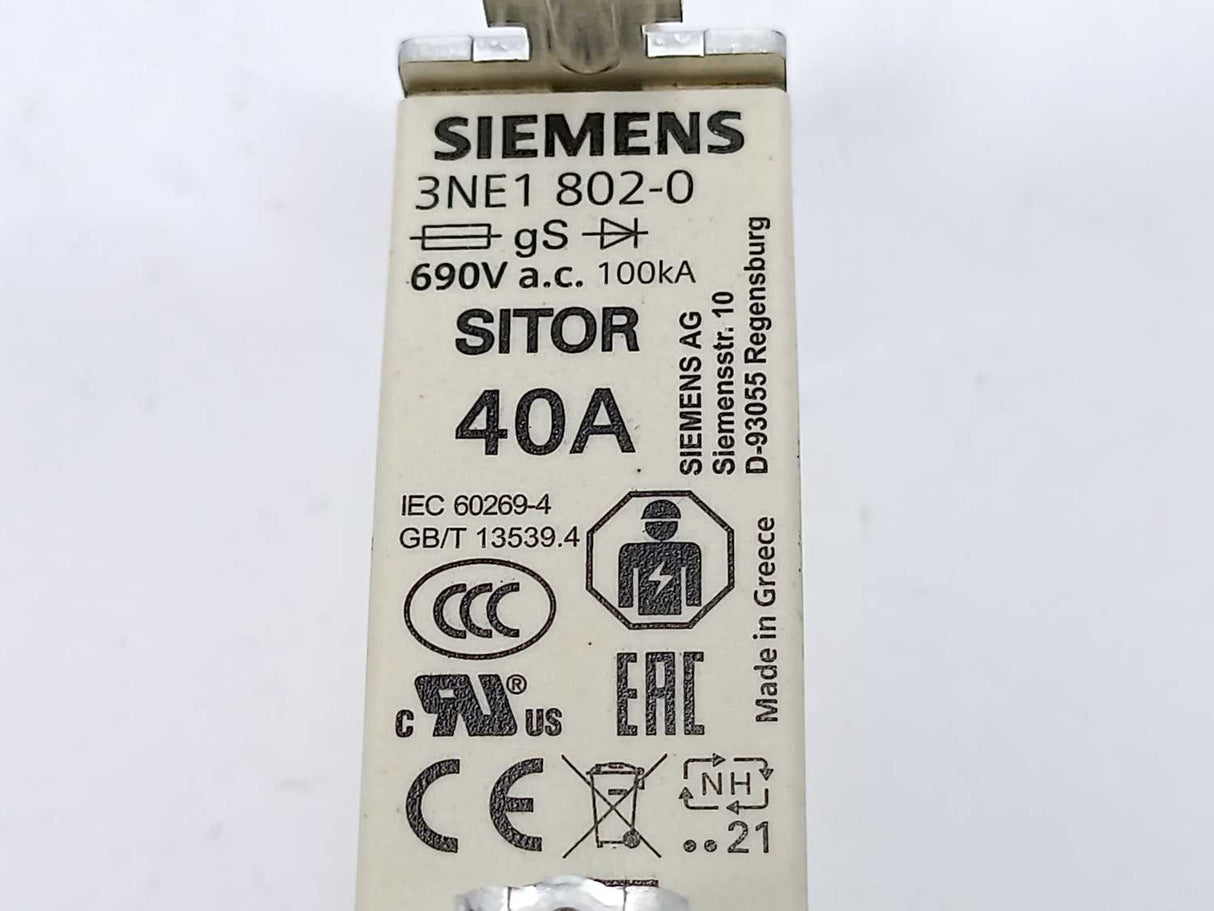 SIEMENS
3NE1 802-0
gS
690V a.c. 100kA
SITOR
40A
SIEMENS AG
Siemensstr. 10
D-93055 Regensburg
IEC 60269-4
GB/T 13539.4
Made in Greece
CCC
c RU® US
EAC
CE
NH
..21